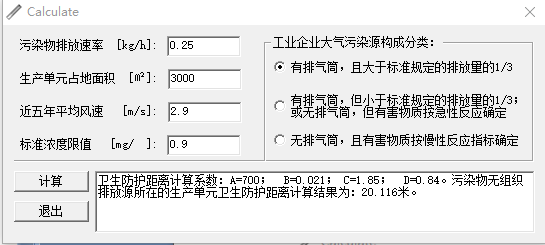 Calculate
污染物排放速率 [kg/h]: 0.25
生产单元占地面积 [m²]: 3000
近五年平均风速 [m/s]: 2.9
标准浓度限值 [mg/ ]: 0.9
工业企业大气污染源构成分类:
有排气筒，且大于标准规定的排放量的1/3
有排气筒，但小于标准规定的排放量的1/3;
或无排气筒，但有害物质按急性反应确定
无排气筒，且有害物质按慢性反应指标确定
计算
退出
卫生防护距离计算系数: A=700; B=0.021; C=1.85; D=0.84。污染物无组织
排放源所在的生产单元卫生防护距离计算结果为: 20.116米。